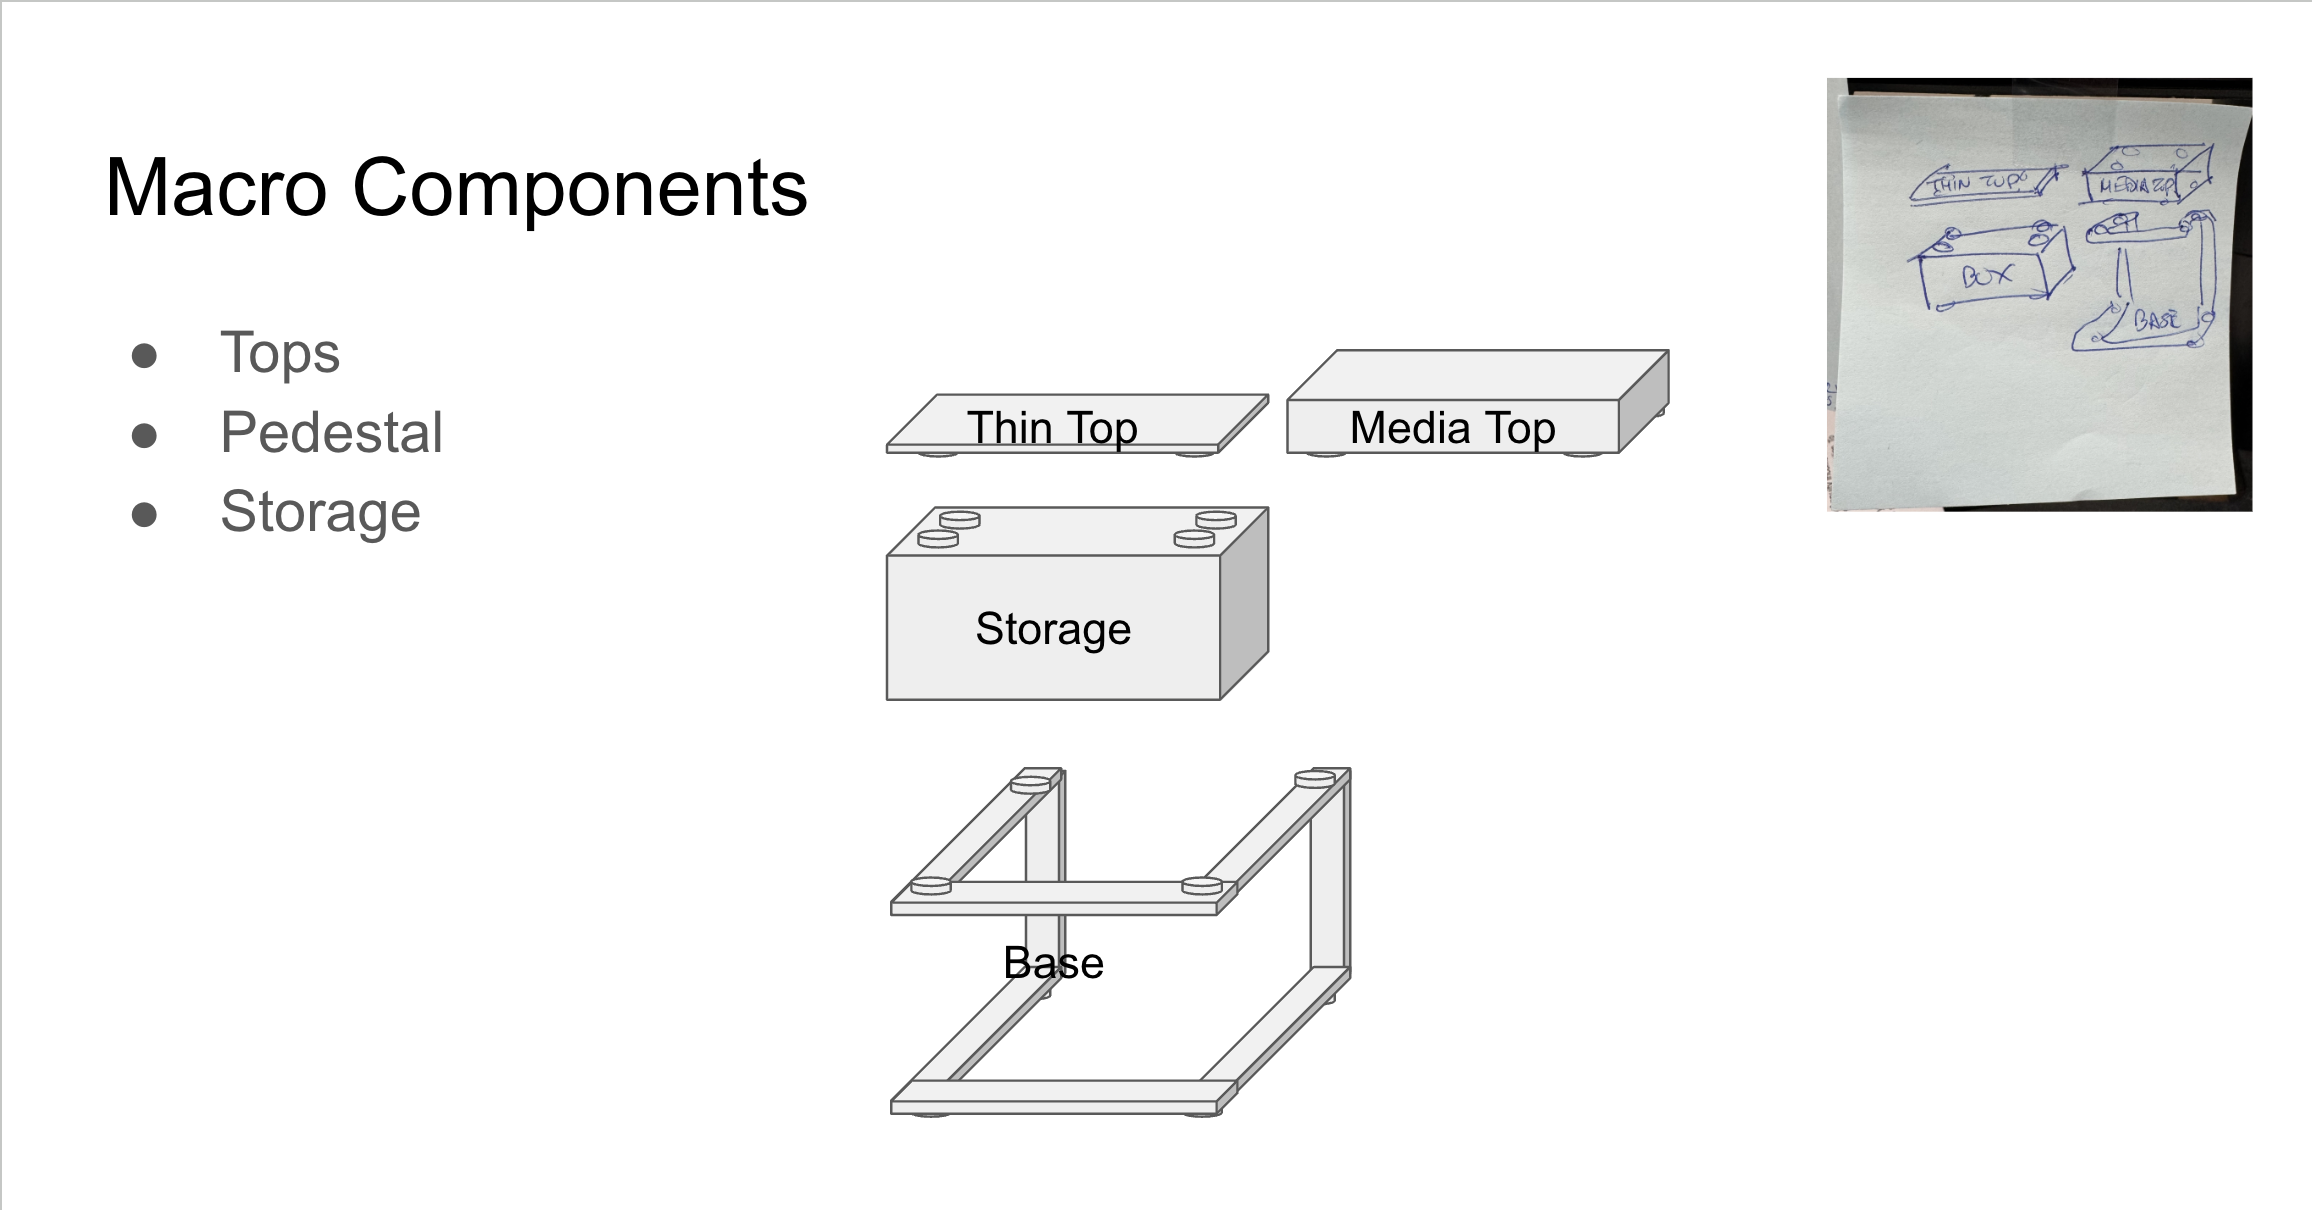 Macro Components
● Tops
● Pedestal
● Storage
Thin Top
Media Top
Storage
Base
THIN TOP
MEDIA TOP
BOX
BASE